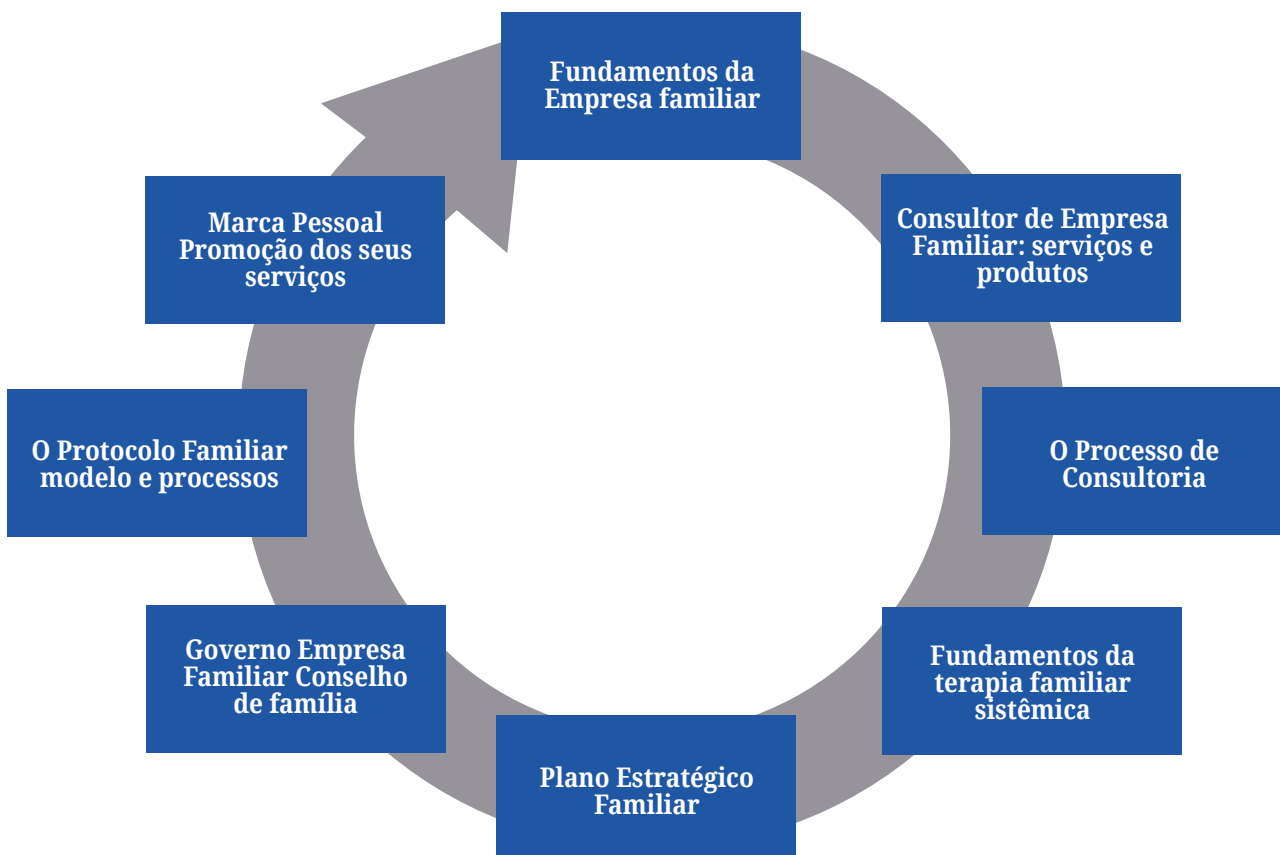 Fundamentos da
Empresa familiar
Consultor de Empresa
Familiar: serviços e
produtos
O Processo de
Consultoria
Fundamentos da
terapia familiar
sistêmica
Plano Estratégico
Familiar
Governo Empresa
Familiar Conselho
de família
O Protocolo Familiar
modelo e processos
Marca Pessoal
Promoção dos seus
serviços